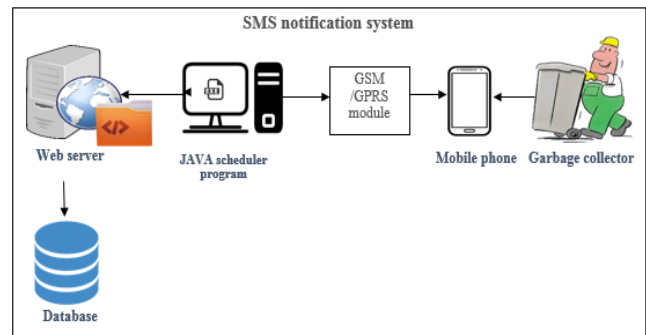 SMS notification system
GSM
/GPRS
module
Web server
JAVA scheduler
program
Mobile phone
Garbage collector
</>
Database